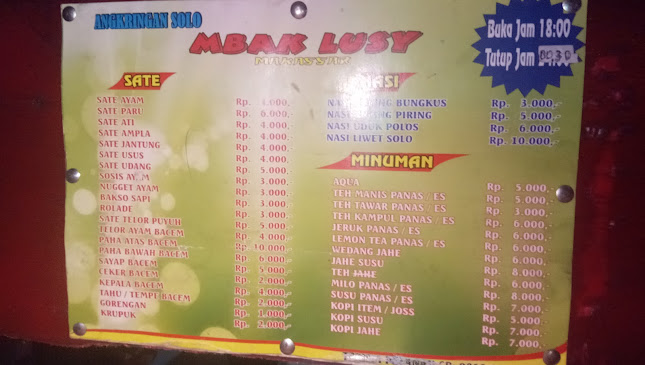 ANGKRINGAN SOLO
MBAK LUSY
MAKASSAR
Buka Jam 18:00
Tutup Jam
SATE
SATE AYAM Rp. 4.000,-
SATE PARU Rp. 6.000,-
SATE ATI Rp. 4.000,-
SATE AMPLA Rp. 4.000,-
SATE JANTUNG Rp. 4.000,-
SATE USUS Rp. 4.000,-
SATE UDANG Rp. 5.000,-
SOSIS AYAM Rp. 3.000,-
NUGGET AYAM Rp. 3.000,-
BAKSO SAPI Rp. 3.000,-
ROLADE Rp. 3.000,-
SATE TELOR PUYUH Rp. 5.000,-
TELOR AYAM BACEM Rp. 4.000,-
PAHA ATAS BACEM Rp. 10.000,-
PAHA BAWAH BACEM Rp. 6.000,-
SAYAP BACEM Rp. 5.000,-
CEKER BACEM Rp. 2.000,-
KEPALA BACEM Rp. 4.000,-
TAHU / TEMPE BACEM Rp. 2.000,-
GORENGAN Rp. 1.000,-
KRUPUK Rp. 2.000,-
NASI
NASI BUNGKUS Rp. 3.000,-
NASI PIRING Rp. 5.000,-
NASI UDUK POLOS Rp. 6.000,-
NASI LIWET SOLO Rp. 10.000,-
MINUMAN
AQUA Rp. 5.000,-
TEH MANIS PANAS / ES Rp. 5.000,-
TEH TAWAR PANAS / ES Rp. 3.000,-
TEH KAMPUL PANAS / ES Rp. 6.000,-
JERUK PANAS / ES Rp. 6.000,-
LEMON TEA PANAS / ES Rp. 6.000,-
WEDANG JAHE Rp. 6.000,-
JAHE SUSU Rp. 8.000,-
TEH JAKE Rp. 6.000,-
MILO PANAS / ES Rp. 8.000,-
SUSU PANAS / ES Rp. 7.000,-
KOPI ITEM / JOSS Rp. 5.000,-
KOPI SUSU Rp. 7.000,-
KOPI JAHE Rp. 7.000,-